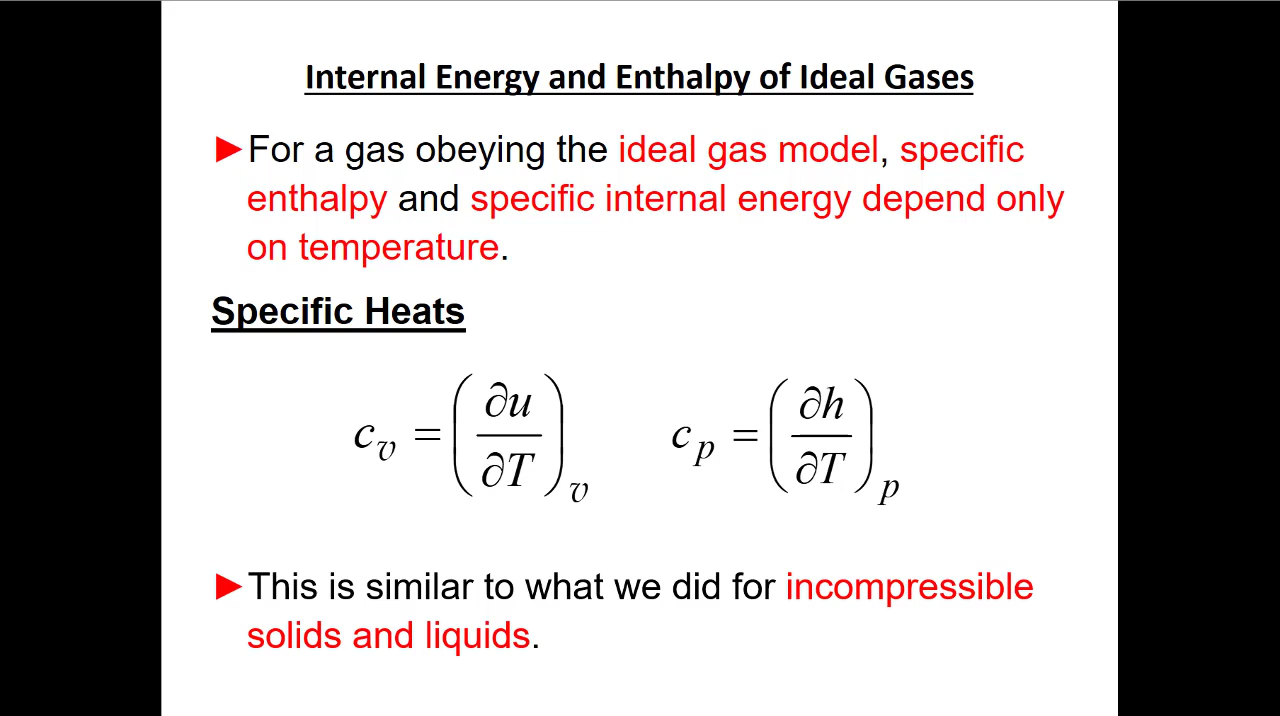 Internal Energy and Enthalpy of Ideal Gases
►For a gas obeying the ideal gas model, specific
enthalpy and specific internal energy depend only
on temperature.
Specific Heats
c_v = (∂u/∂T)_v    c_p = (∂h/∂T)_p
►This is similar to what we did for incompressible
solids and liquids.